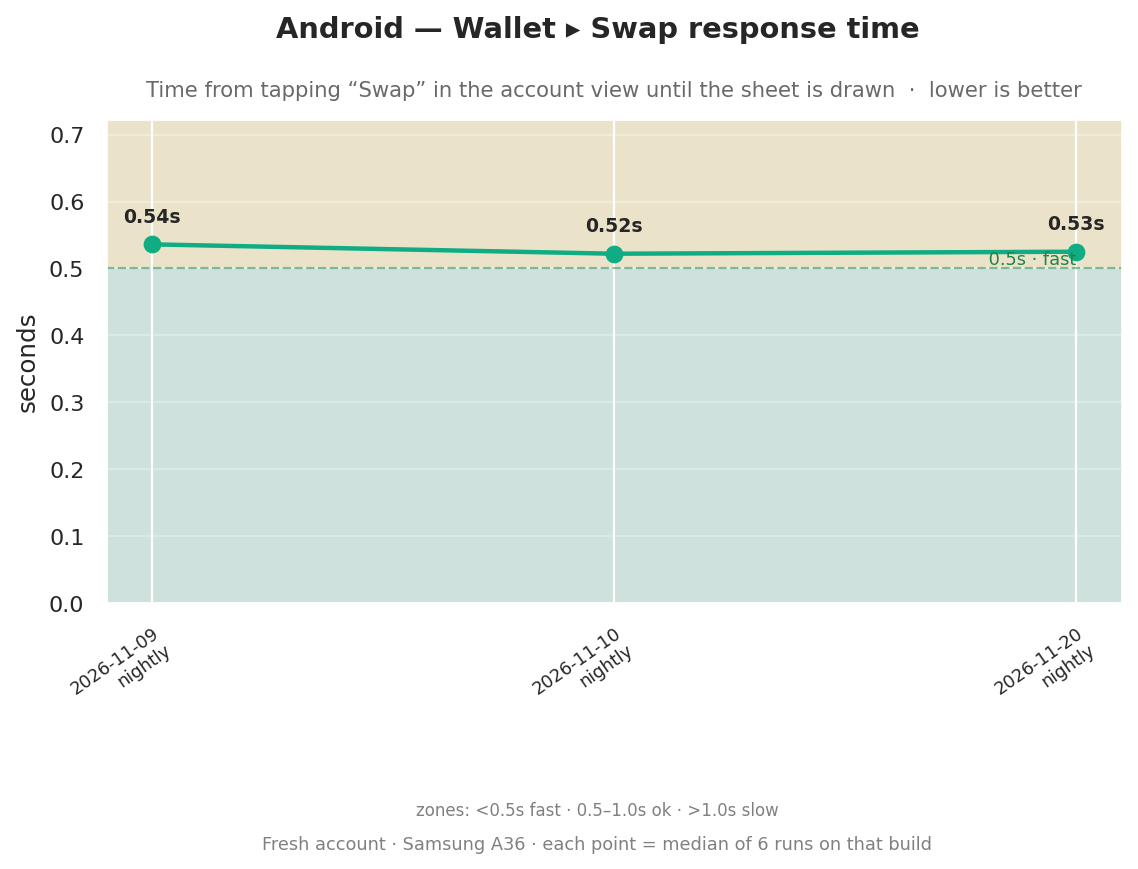 Android — Wallet ▸ Swap response time
Time from tapping “Swap” in the account view until the sheet is drawn · lower is better
0.7
0.6
0.5
0.4
0.3
0.2
0.1
0.0
seconds
0.54s
0.52s
0.53s
0.5s · fast
2026-11-09
nightly
2026-11-10
nightly
2026-11-20
nightly
zones: <0.5s fast · 0.5–1.0s ok · >1.0s slow
Fresh account · Samsung A36 · each point = median of 6 runs on that build